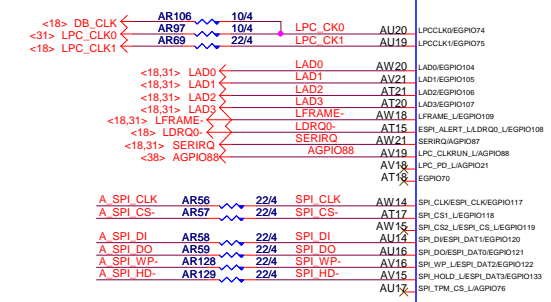 <18> DB_CLK AR106 10/4
<31> LPC_CLK0 AR97 10/4 LPC_CK0 AU20 LPCCLK0/EGPIO74
<18> LPC_CLK1 AR69 22/4 LPC_CK1 AU19 LPCCLK1/EGPIO75
<18,31> LAD0 LAD0 AW20 LAD0/EGPIO104
<18,31> LAD1 LAD1 AV21 LAD1/EGPIO105
<18,31> LAD2 LAD2 AT21 LAD2/EGPIO106
<18,31> LAD3 LAD3 AT20 LAD3/EGPIO107
<18,31> LFRAME- LFRAME- AW18 LFRAME_L/EGPIO109
<18> LDRQ0- LDRQ0- AT15 ESPI_ALERT_L/LDRQ0_L/EGPIO108
<18,31> SERIRQ SERIRQ AW21 SERIRQ/AGPIO87
<38> AGPIO88 AGPIO88 AV19 LPC_CLKRUN_L/AGPIO88
AV18 LPC_PD_L/AGPIO21
AT18 EGPIO70
A_SPI_CLK AR56 22/4 SPI_CLK AW14 SPI_CLK/ESPI_CLK/EGPIO117
A_SPI_CS- AR57 22/4 SPI_CS- AT17 SPI_CS1_L/EGPIO118
AW15 SPI_CS2_L/ESPI_CS_L/EGPIO119
A_SPI_DI AR58 22/4 SPI_DI AU14 SPI_DI/ESPI_DAT1/EGPIO120
A_SPI_DO AR59 22/4 SPI_DO AU16 SPI_DO/ESPI_DAT0/EGPIO121
A_SPI_WP- AR128 22/4 SPI_WP- AV16 SPI_WP_L/ESPI_DAT2/EGPIO122
A_SPI_HD- AR129 22/4 SPI_HD- AV15 SPI_HOLD_L/ESPI_DAT3/EGPIO133
AU17 SPI_TPM_CS_L/AGPIO76